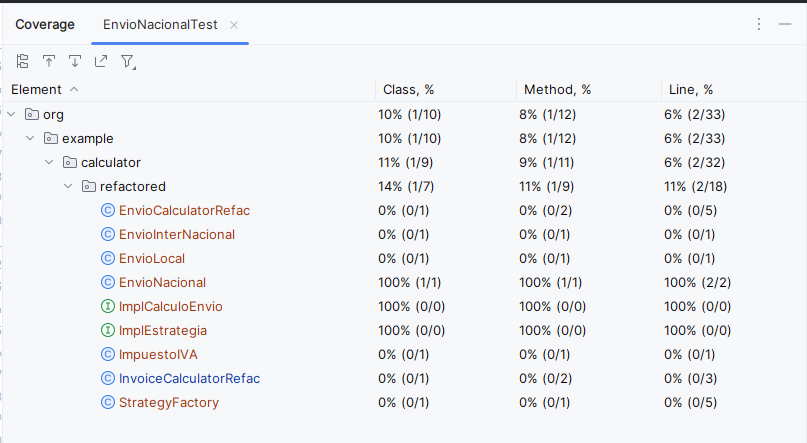 Coverage EnvioNacionalTest
Element Class, % Method, % Line, %
org 10% (1/10) 8% (1/12) 6% (2/33)
example 10% (1/10) 8% (1/12) 6% (2/33)
calculator 11% (1/9) 9% (1/11) 6% (2/32)
refactored 14% (1/7) 11% (1/9) 11% (2/18)
C EnvioCalculatorRefac 0% (0/1) 0% (0/2) 0% (0/5)
C EnvioInterNacional 0% (0/1) 0% (0/1) 0% (0/1)
C EnvioLocal 0% (0/1) 0% (0/1) 0% (0/1)
C EnvioNacional 100% (1/1) 100% (1/1) 100% (2/2)
I ImplCalculoEnvio 100% (0/0) 100% (0/0) 100% (0/0)
I ImplEstrategia 100% (0/0) 100% (0/0) 100% (0/0)
C ImpuestoIVA 0% (0/1) 0% (0/1) 0% (0/1)
C InvoiceCalculatorRefac 0% (0/1) 0% (0/2) 0% (0/3)
C StrategyFactory 0% (0/1) 0% (0/1) 0% (0/5)